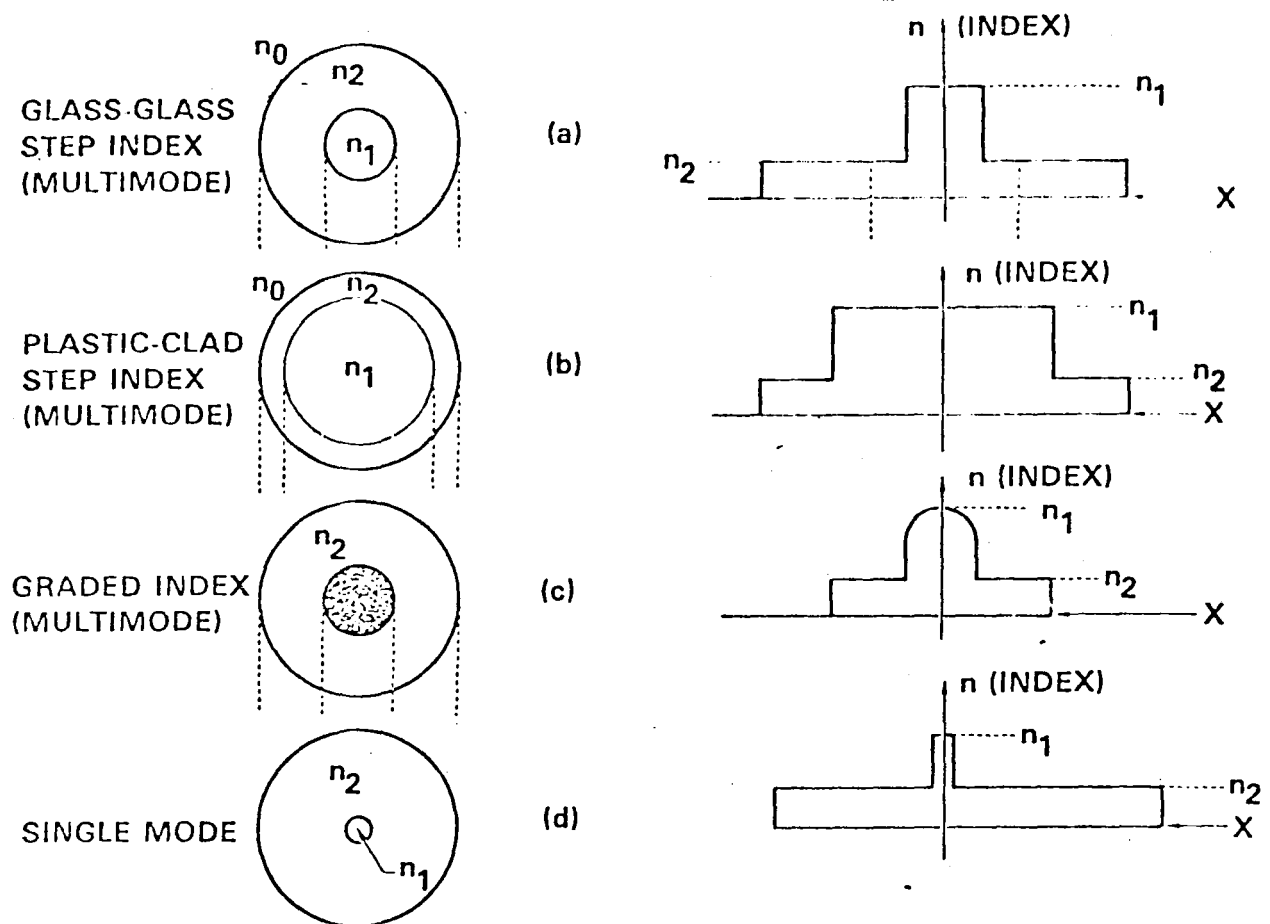 n0
n2
n1
GLASS-GLASS
STEP INDEX
(MULTIMODE)
(a)
n (INDEX)
n1
n2
X
n0
n2
n1
PLASTIC-CLAD
STEP INDEX
(MULTIMODE)
(b)
n (INDEX)
n1
n2
X
n2
GRADED INDEX
(MULTIMODE)
(c)
n (INDEX)
n1
n2
X
n2
n1
SINGLE MODE
(d)
n (INDEX)
n1
n2
X